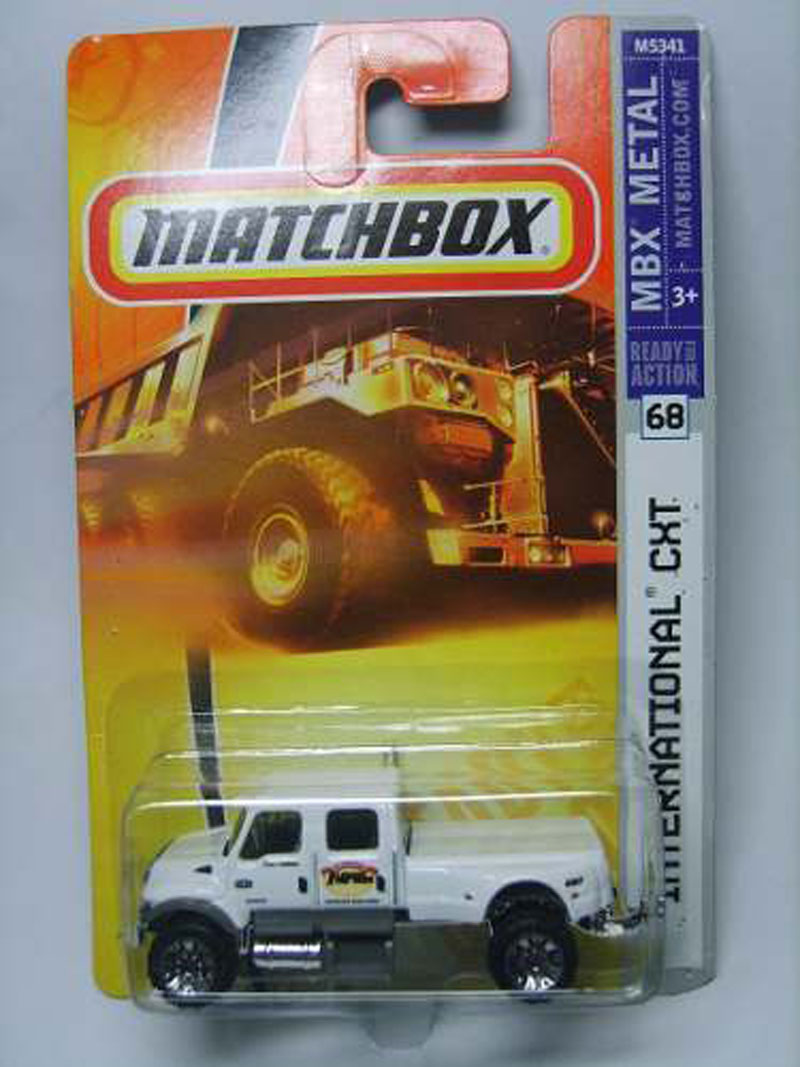 M5341
MATCHBOX
MBX METAL
MATCHBOX.COM
3+
READY FOR ACTION
68
INTERNATIONAL® CXT